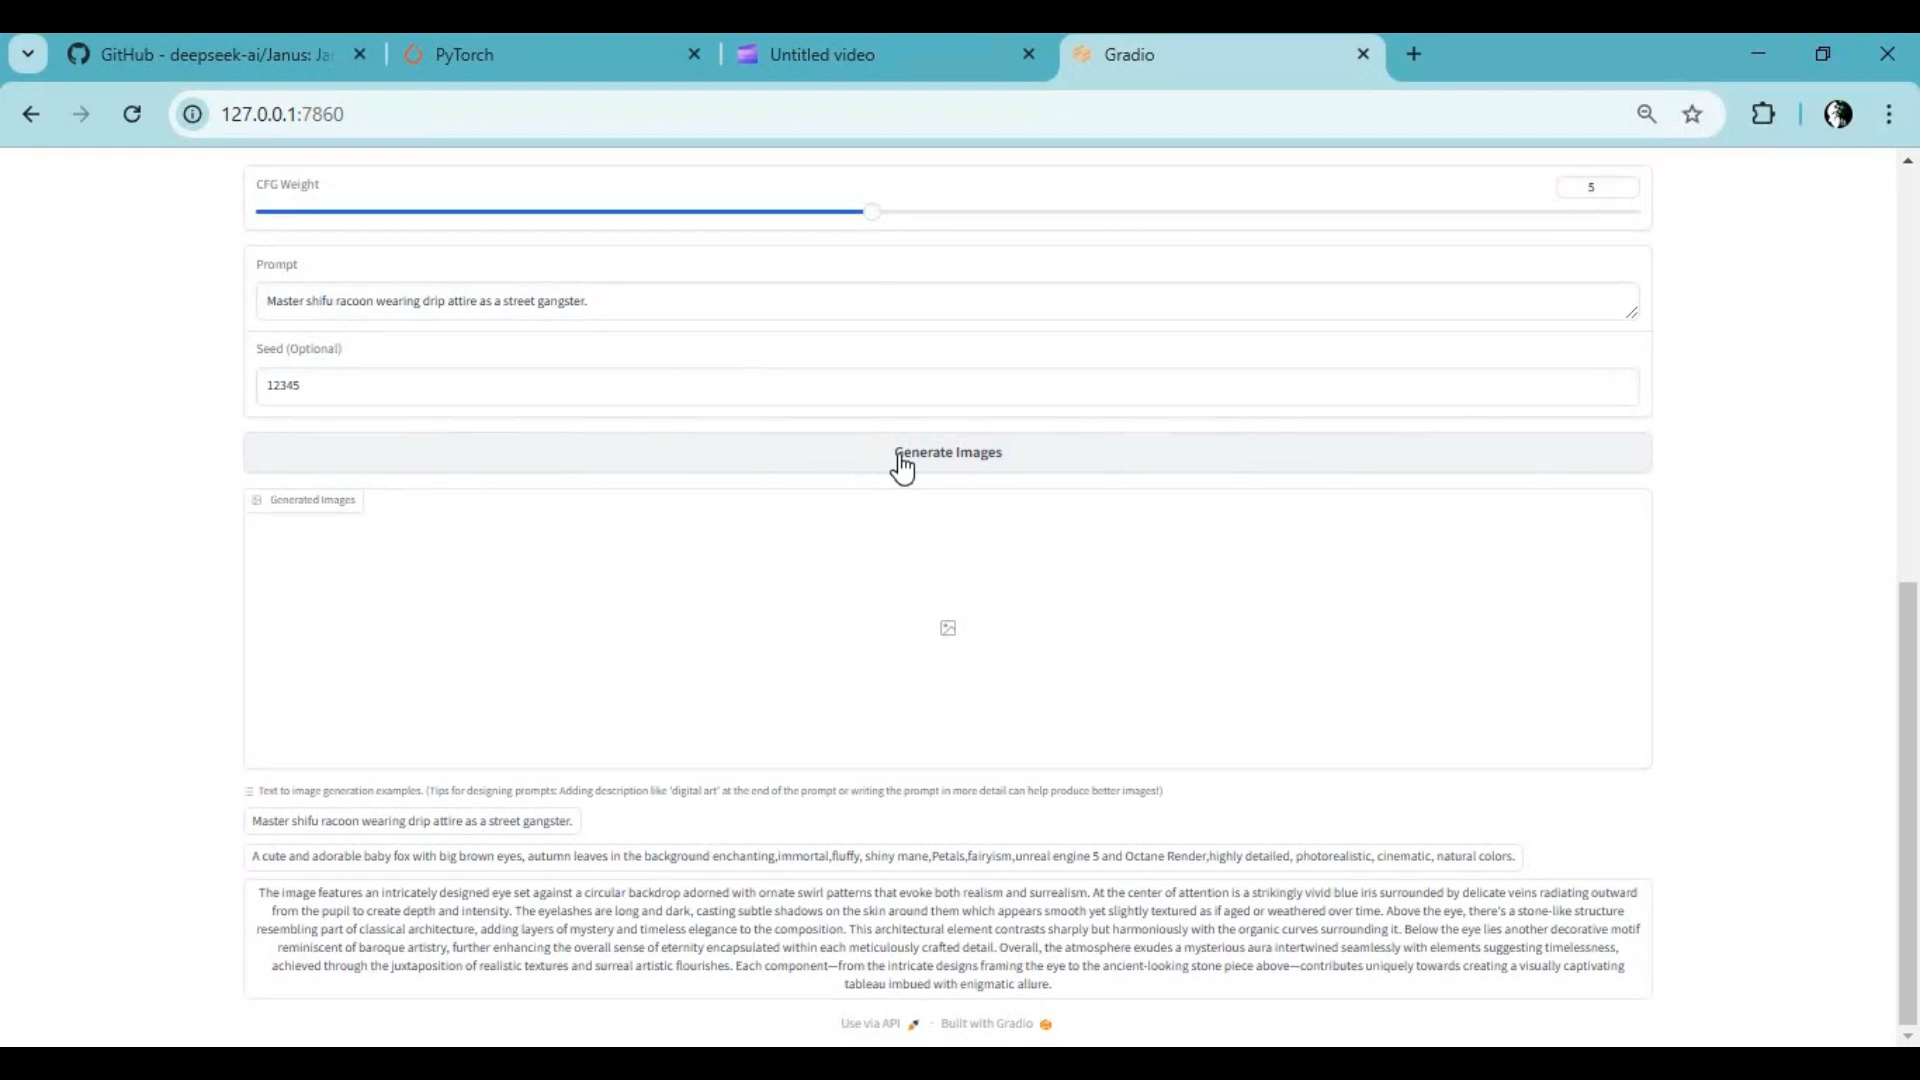 GitHub - deepseek-ai/Janus: Ja
PyTorch
Untitled video
Gradio
127.0.0.1:7860
CFG Weight
5
Prompt
Master shifu racoon wearing drip attire as a street gangster.
Seed (Optional)
12345
Generate Images
Generated Images
Text to image generation examples. (Tips for designing prompts: Adding description like 'digital art' at the end of the prompt or writing the prompt in more detail can help produce better images!)
Master shifu racoon wearing drip attire as a street gangster.
A cute and adorable baby fox with big brown eyes, autumn leaves in the background enchanting,immortal,fluffy, shiny mane,Petals,fairyism,unreal engine 5 and Octane Render,highly detailed, photorealistic, cinematic, natural colors.
The image features an intricately designed eye set against a circular backdrop adorned with ornate swirl patterns that evoke both realism and surrealism. At the center of attention is a strikingly vivid blue iris surrounded by delicate veins radiating outward
from the pupil to create depth and intensity. The eyelashes are long and dark, casting subtle shadows on the skin around them which appears smooth yet slightly textured as if aged or weathered over time. Above the eye, there's a stone-like structure
resembling part of classical architecture, adding layers of mystery and timeless elegance to the composition. This architectural element contrasts sharply but harmoniously with the organic curves surrounding it. Below the eye lies another decorative motif
reminiscent of baroque artistry, further enhancing the overall sense of eternity encapsulated within each meticulously crafted detail. Overall, the atmosphere exudes a mysterious aura intertwined seamlessly with elements suggesting timelessness,
achieved through the juxtaposition of realistic textures and surreal artistic flourishes. Each component—from the intricate designs framing the eye to the ancient-looking stone piece above—contributes uniquely towards creating a visually captivating
tableau imbued with enigmatic allure.
Use via API · Built with Gradio